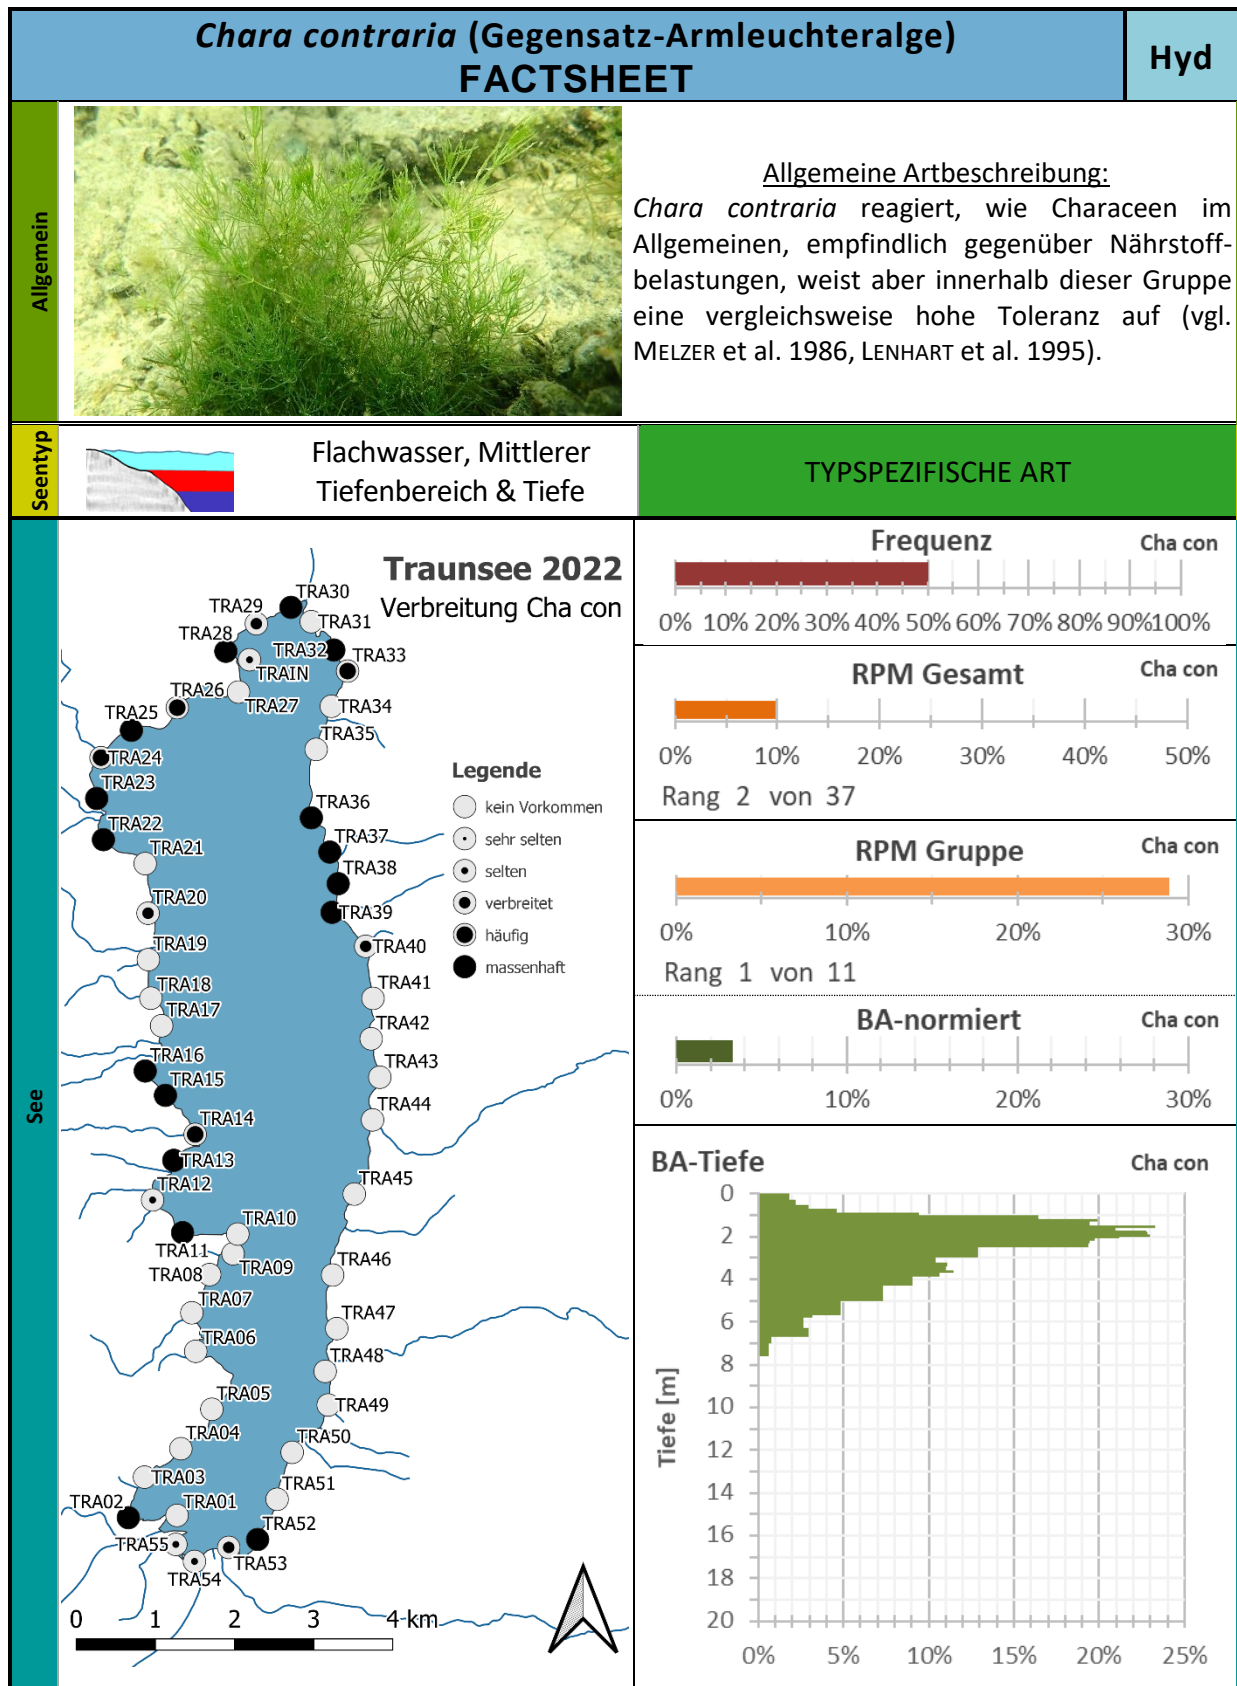 Chara contraria (Gegensatz-Armleuchteralge)
FACTSHEET
Hyd
Allgemein
Allgemeine Artbeschreibung:
Chara contraria reagiert, wie Characeen im
Allgemeinen, empfindlich gegenüber Nährstoff-
belastungen, weist aber innerhalb dieser Gruppe
eine vergleichsweise hohe Toleranz auf (vgl.
MELZER et al. 1986, LENHART et al. 1995).
Seentyp
Flachwasser, Mittlerer
Tiefenbereich & Tiefe
TYPSPEZIFISCHE ART
See
Traunsee 2022
Verbreitung Cha con
TRA30
TRA29
TRA31
TRA28
TRA32
TRA33
TRAIN
TRA26
TRA27
TRA34
TRA25
TRA35
TRA24
TRA23
TRA36
TRA22
TRA37
TRA21
TRA38
TRA20
TRA39
TRA40
TRA19
TRA18
TRA41
TRA17
TRA42
TRA16
TRA43
TRA15
TRA44
TRA14
TRA13
TRA12
TRA45
TRA10
TRA11
TRA09
TRA46
TRA08
TRA07
TRA47
TRA06
TRA48
TRA05
TRA49
TRA04
TRA50
TRA03
TRA51
TRA02
TRA01
TRA52
TRA55
TRA53
TRA54
Legende
kein Vorkommen
sehr selten
selten
verbreitet
häufig
massenhaft
0 1 2 3 4 km
Frequenz Cha con
0% 10% 20% 30% 40% 50% 60% 70% 80% 90%100%
RPM Gesamt Cha con
0% 10% 20% 30% 40% 50%
Rang 2 von 37
RPM Gruppe Cha con
0% 10% 20% 30%
Rang 1 von 11
BA-normiert Cha con
0% 10% 20% 30%
BA-Tiefe Cha con
Tiefe [m]
0
2
4
6
8
10
12
14
16
18
20
0% 5% 10% 15% 20% 25%